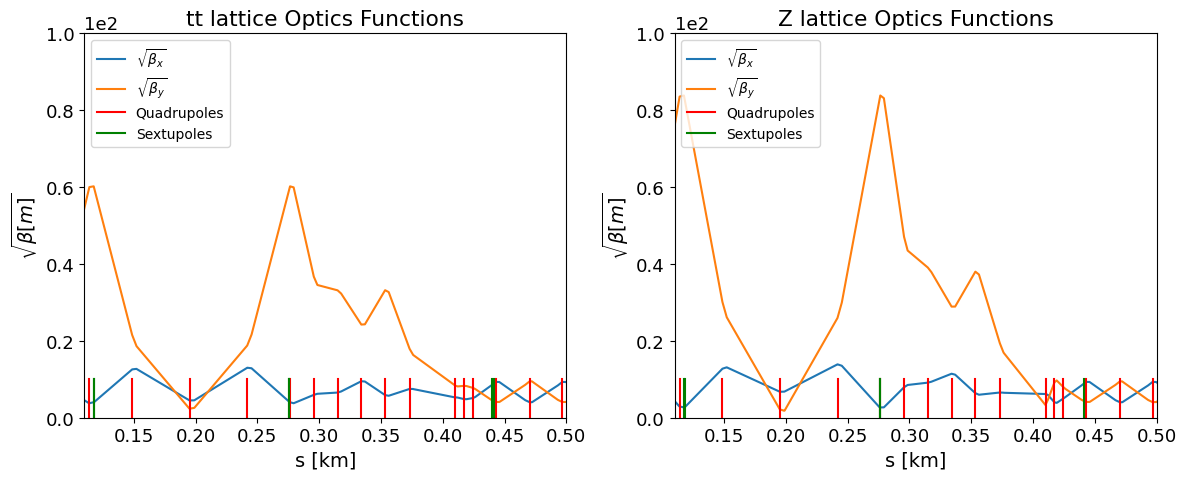 tt lattice Optics Functions
1e2
√βx
√βy
Quadrupoles
Sextupoles
1.0
0.8
0.6
0.4
0.2
0.0
√β[m]
0.15 0.20 0.25 0.30 0.35 0.40 0.45 0.50
s [km]
Z lattice Optics Functions
1e2
√βx
√βy
Quadrupoles
Sextupoles
1.0
0.8
0.6
0.4
0.2
0.0
√β[m]
0.15 0.20 0.25 0.30 0.35 0.40 0.45 0.50
s [km]